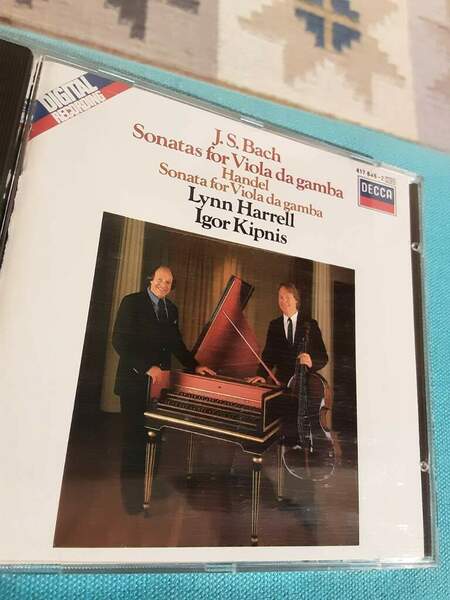 DIGITAL
RECORDING
J. S. Bach
Sonatas for Viola da gamba
Handel
Sonata for Viola da gamba
Lynn Harrell
Igor Kipnis
DECCA